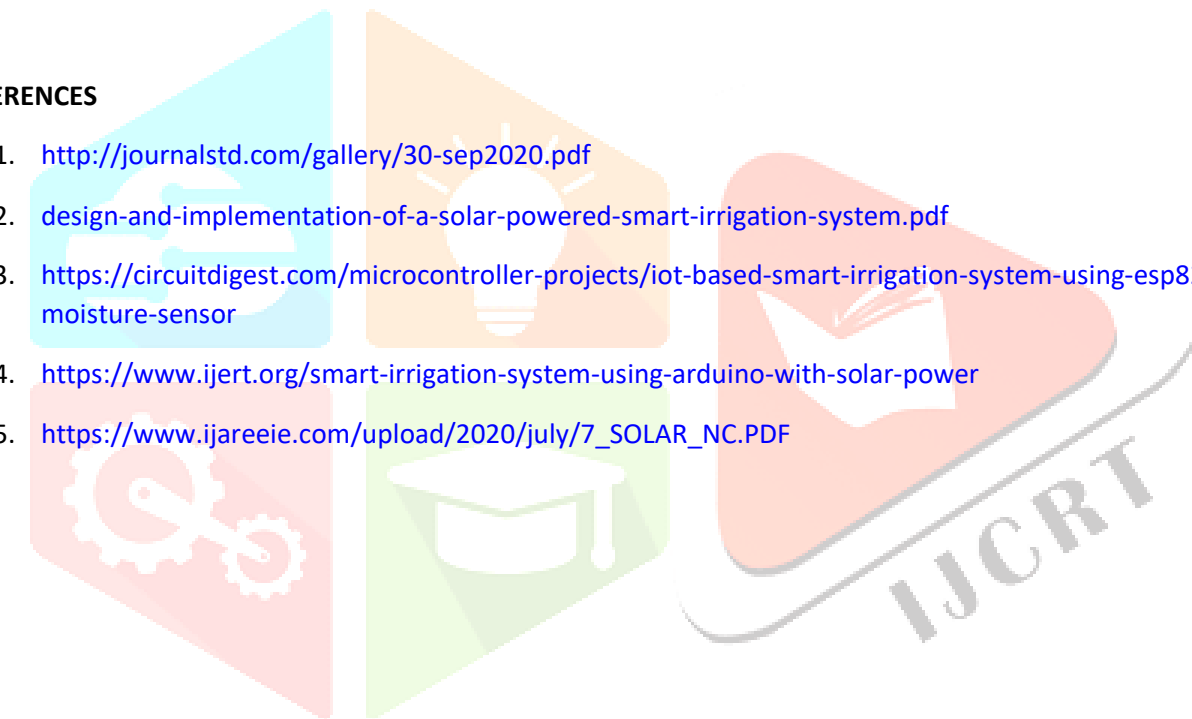 ERENCES
1. http://journalstd.com/gallery/30-sep2020.pdf
2. design-and-implementation-of-a-solar-powered-smart-irrigation-system.pdf
3. https://circuitdigest.com/microcontroller-projects/iot-based-smart-irrigation-system-using-esp8
moisture-sensor
4. https://www.ijert.org/smart-irrigation-system-using-arduino-with-solar-power
5. https://www.ijareeie.com/upload/2020/july/7_SOLAR_NC.PDF
IJCRT